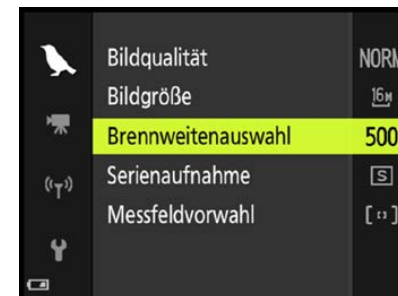 Bildqualität NORM
Bildgröße 16M
Brennweitenauswahl 500
Serienaufnahme S
Messfeldvorwahl [ ]